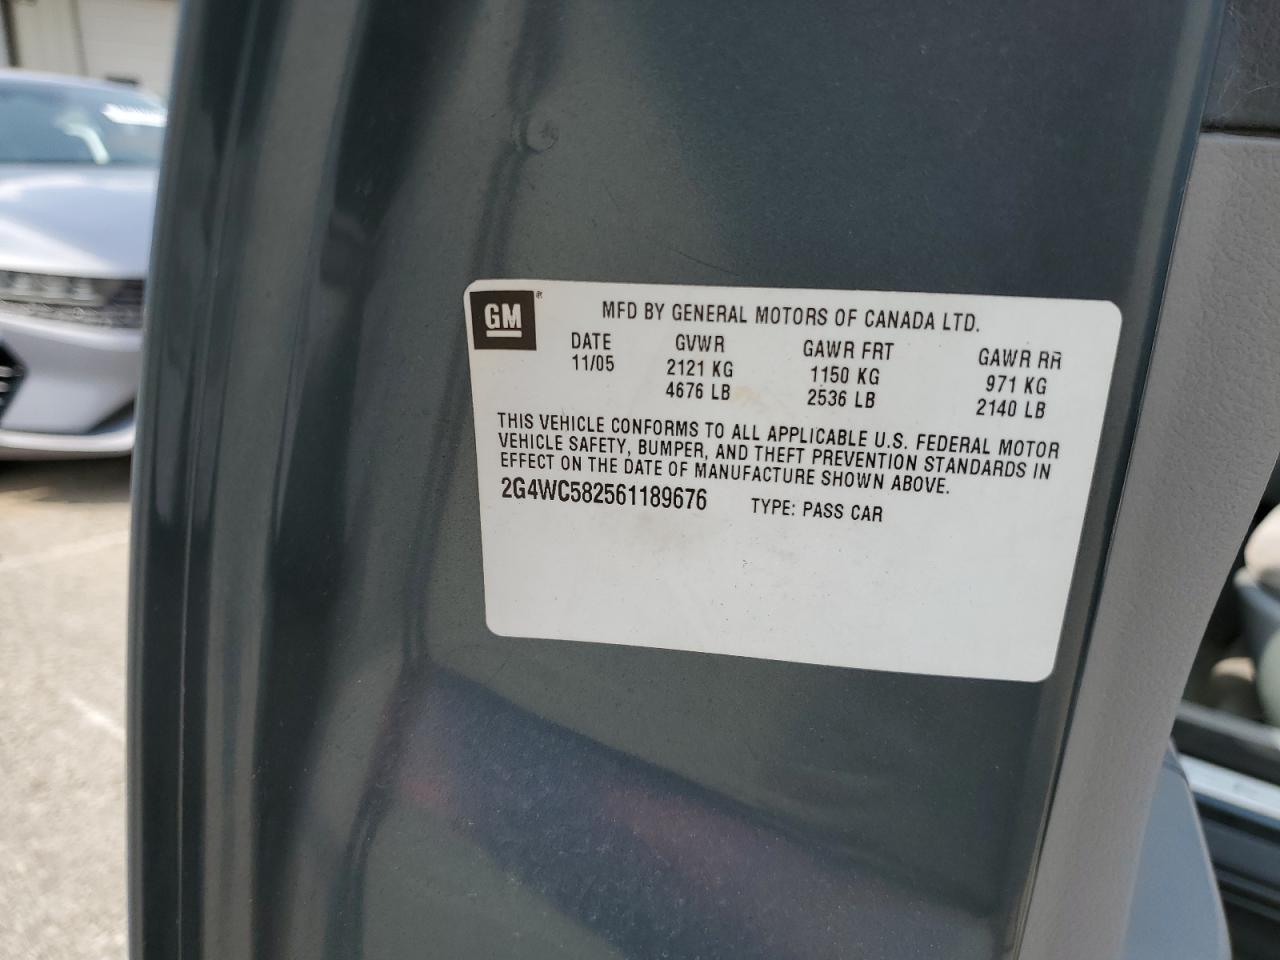 GM ®
MFD BY GENERAL MOTORS OF CANADA LTD.
DATE GVWR GAWR FRT GAWR RR
11/05 2121 KG 1150 KG 971 KG
4676 LB 2536 LB 2140 LB
THIS VEHICLE CONFORMS TO ALL APPLICABLE U.S. FEDERAL MOTOR
VEHICLE SAFETY, BUMPER, AND THEFT PREVENTION STANDARDS IN
EFFECT ON THE DATE OF MANUFACTURE SHOWN ABOVE.
2G4WC582561189676 TYPE: PASS CAR